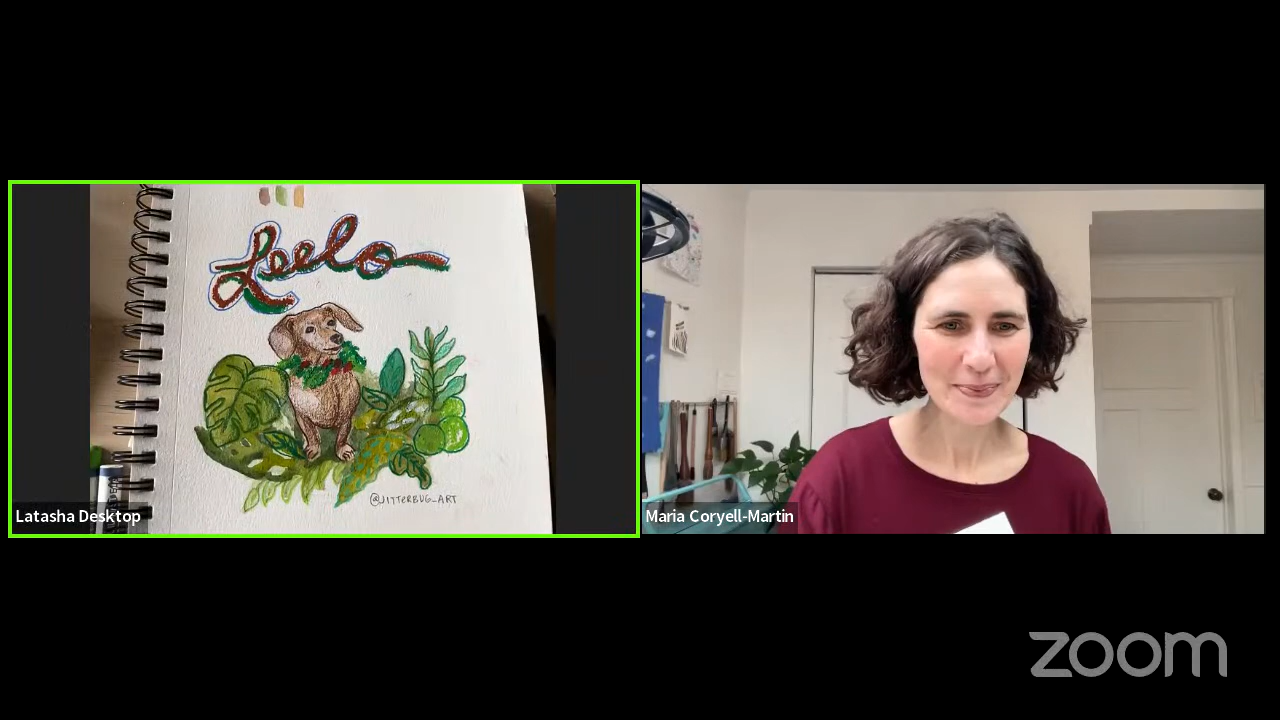 Leelo
@JITTERBUG_ART
Latasha Desktop
Maria Coryell-Martin
zoom